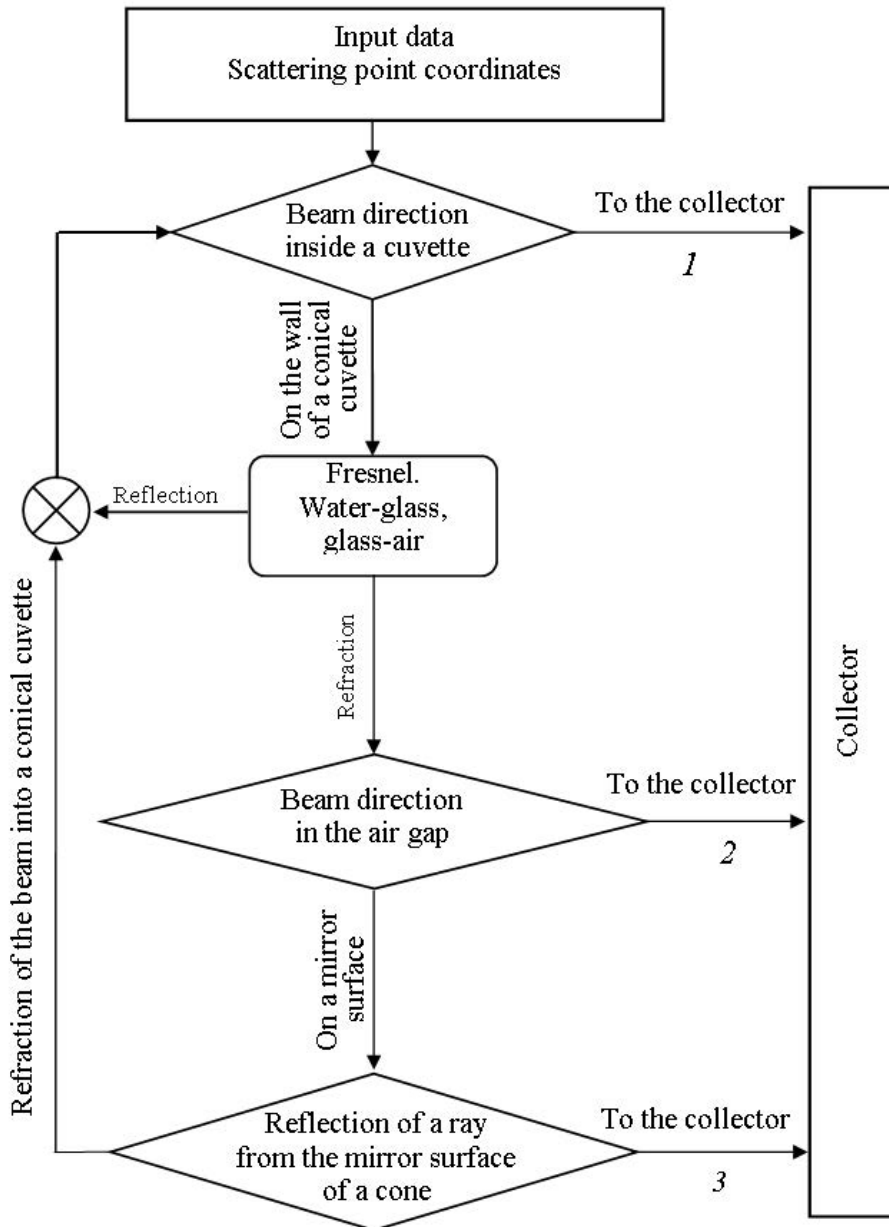 Input data
Scattering point coordinates
Beam direction
inside a cuvette
To the collector
1
On the wall
of a conical
cuvette
Fresnel.
Water-glass,
glass-air
Reflection
Refraction
Refraction of the beam into a conical cuvette
Beam direction
in the air gap
To the collector
2
Collector
On a mirror
surface
Reflection of a ray
from the mirror surface
of a cone
To the collector
3